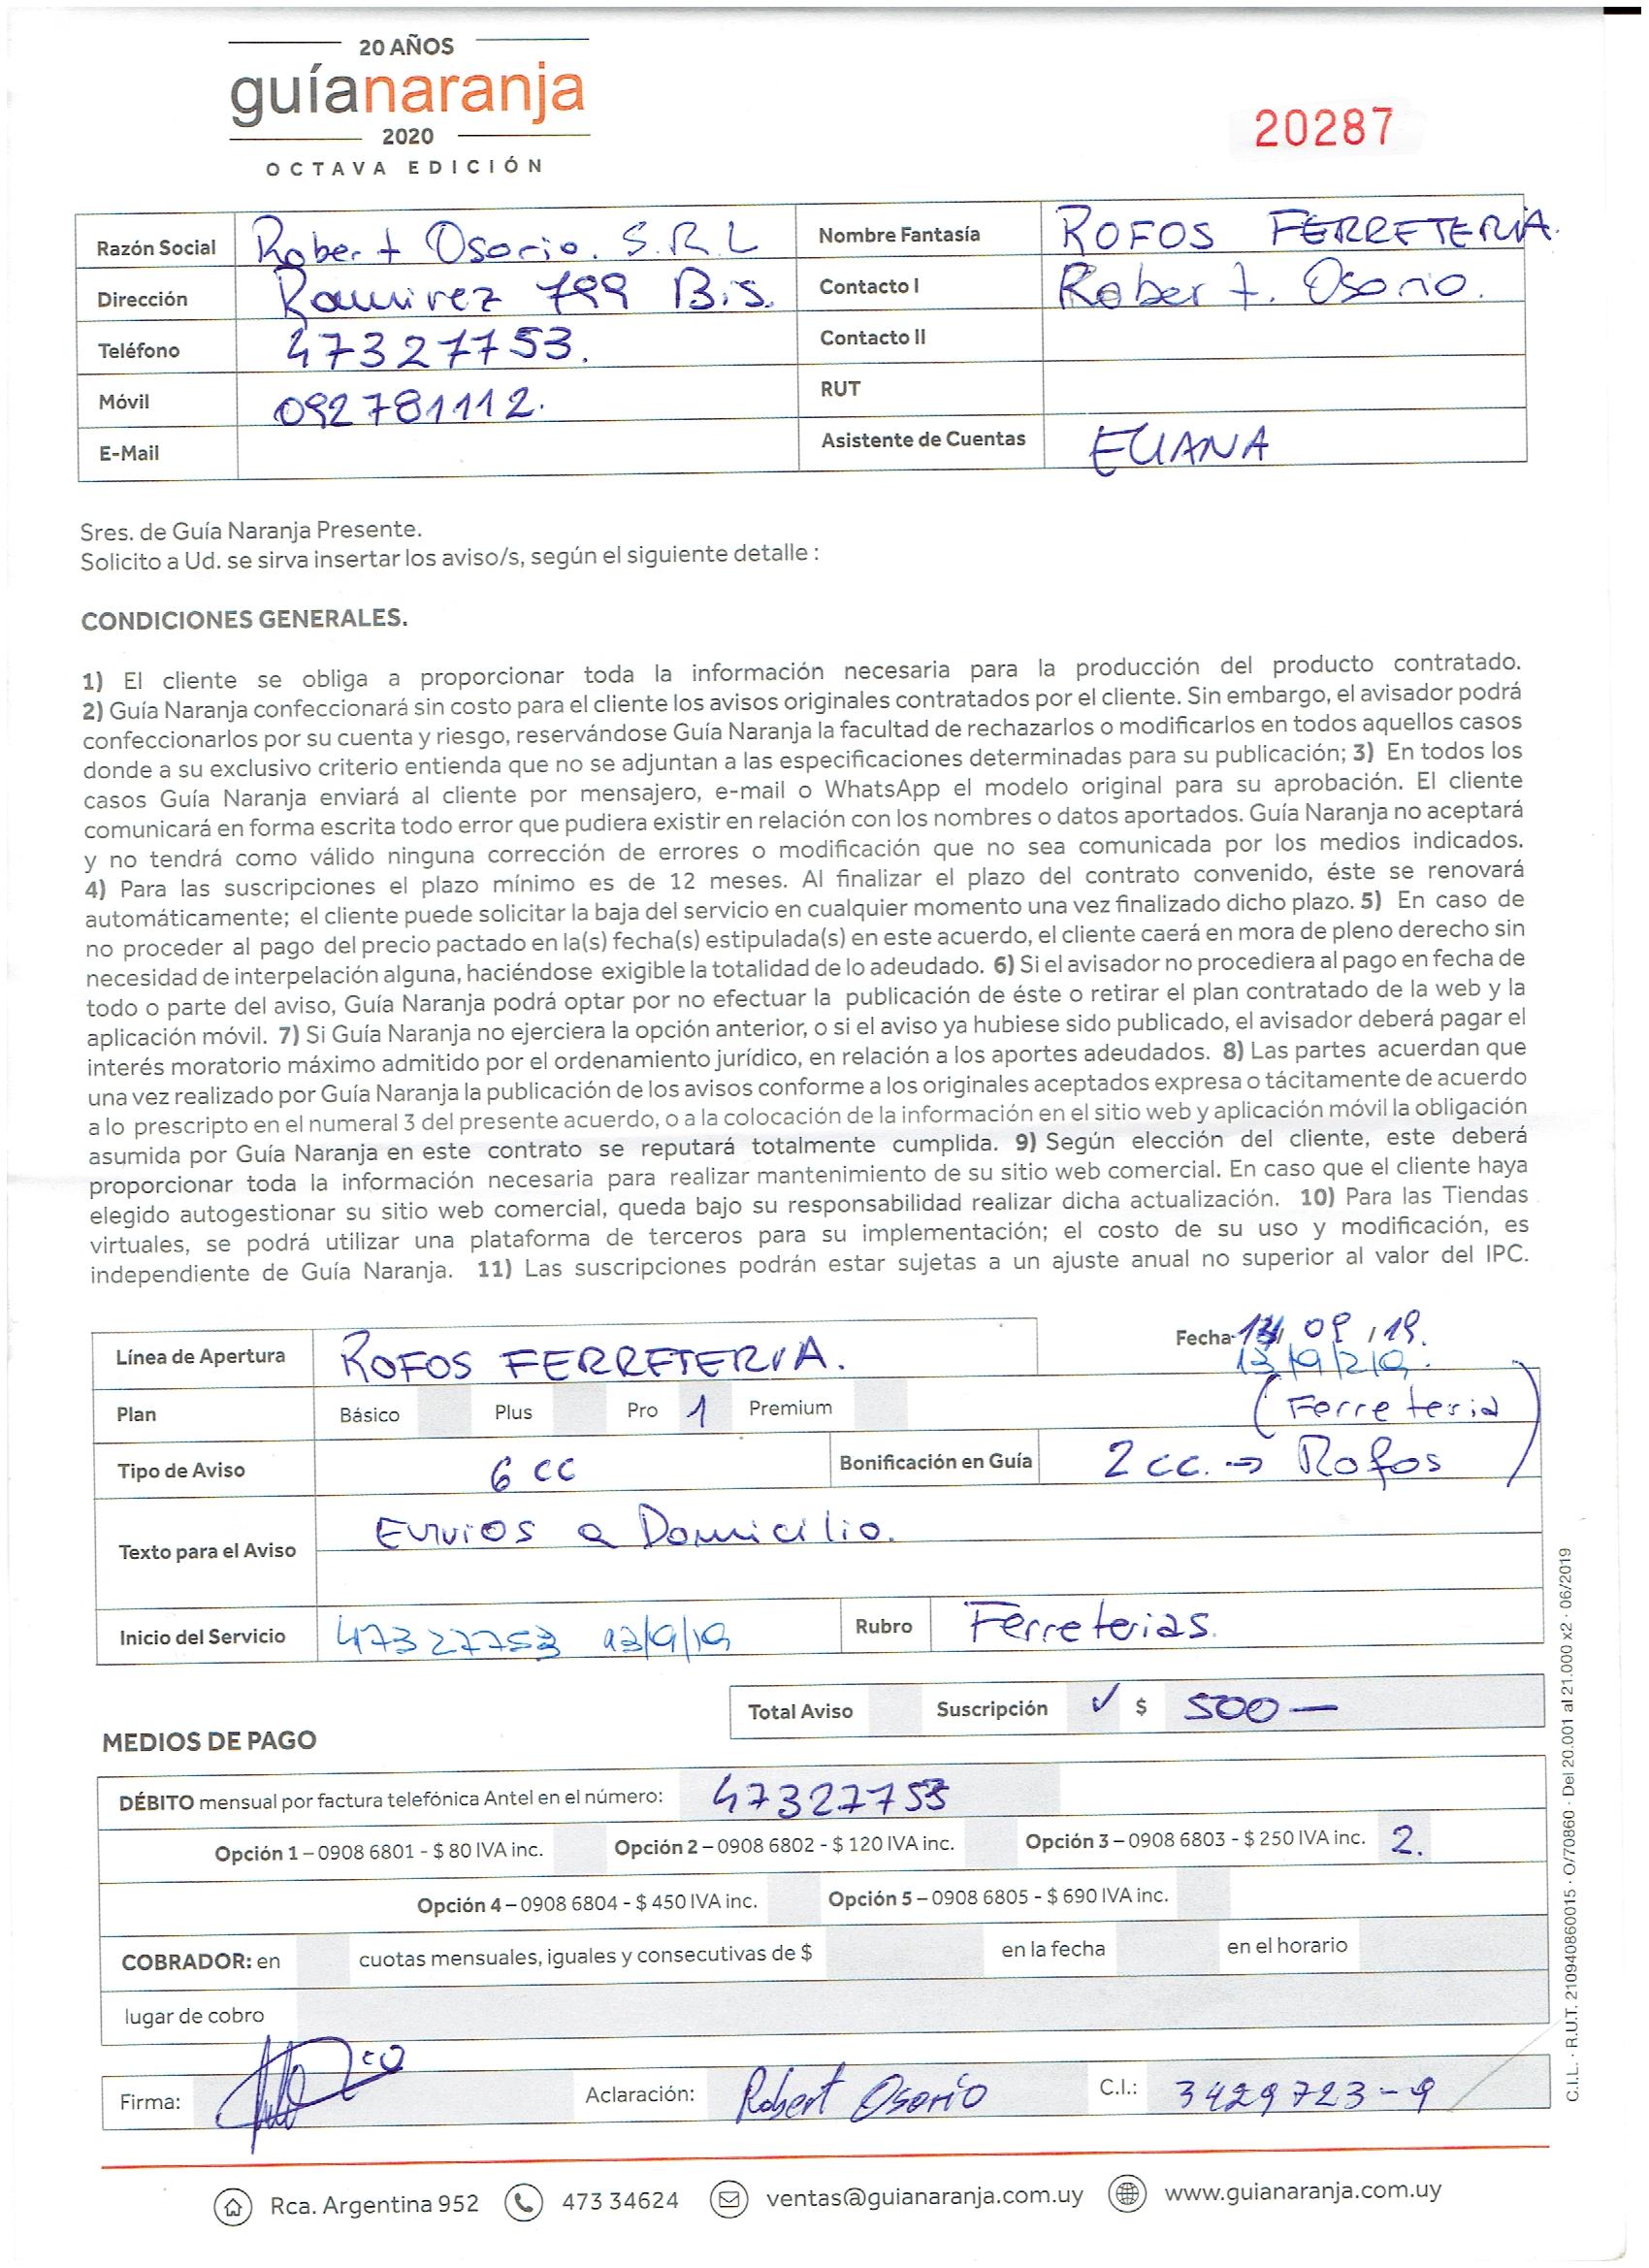 20 AÑOS
guíanaranja
2020
OCTAVA EDICIÓN
20287
Razón Social Robert Osorio. S.R.L Nombre Fantasía ROFOS FERRETERIA.
Dirección Ramirez 799 Bis. Contacto I Robert. Osorio.
Teléfono 47327753. Contacto II
Móvil 092781112. RUT
E-Mail Asistente de Cuentas ELIANA
Sres. de Guía Naranja Presente.
Solicito a Ud. se sirva insertar los aviso/s, según el siguiente detalle :
CONDICIONES GENERALES.
1) El cliente se obliga a proporcionar toda la información necesaria para la producción del producto contratado.
2) Guía Naranja confeccionará sin costo para el cliente los avisos originales contratados por el cliente. Sin embargo, el avisador podrá
confeccionarlos por su cuenta y riesgo, reservándose Guía Naranja la facultad de rechazarlos o modificarlos en todos aquellos casos
donde a su exclusivo criterio entienda que no se adjuntan a las especificaciones determinadas para su publicación; 3) En todos los
casos Guía Naranja enviará al cliente por mensajero, e-mail o WhatsApp el modelo original para su aprobación. El cliente
comunicará en forma escrita todo error que pudiera existir en relación con los nombres o datos aportados. Guía Naranja no aceptará
y no tendrá como válido ninguna corrección de errores o modificación que no sea comunicada por los medios indicados.
4) Para las suscripciones el plazo mínimo es de 12 meses. Al finalizar el plazo del contrato convenido, éste se renovará
automáticamente; el cliente puede solicitar la baja del servicio en cualquier momento una vez finalizado dicho plazo. 5) En caso de
no proceder al pago del precio pactado en la(s) fecha(s) estipulada(s) en este acuerdo, el cliente caerá en mora de pleno derecho sin
necesidad de interpelación alguna, haciéndose exigible la totalidad de lo adeudado. 6) Si el avisador no procediera al pago en fecha de
todo o parte del aviso, Guía Naranja podrá optar por no efectuar la publicación de éste o retirar el plan contratado de la web y la
aplicación móvil. 7) Si Guía Naranja no ejerciera la opción anterior, o si el aviso ya hubiese sido publicado, el avisador deberá pagar el
interés moratorio máximo admitido por el ordenamiento jurídico, en relación a los aportes adeudados. 8) Las partes acuerdan que
una vez realizado por Guía Naranja la publicación de los avisos conforme a los originales aceptados expresa o tácitamente de acuerdo
a lo prescripto en el numeral 3 del presente acuerdo, o a la colocación de la información en el sitio web y aplicación móvil la obligación
asumida por Guía Naranja en este contrato se reputará totalmente cumplida. 9) Según elección del cliente, este deberá
proporcionar toda la información necesaria para realizar mantenimiento de su sitio web comercial. En caso que el cliente haya
elegido autogestionar su sitio web comercial, queda bajo su responsabilidad realizar dicha actualización. 10) Para las Tiendas
virtuales, se podrá utilizar una plataforma de terceros para su implementación; el costo de su uso y modificación, es
independiente de Guía Naranja. 11) Las suscripciones podrán estar sujetas a un ajuste anual no superior al valor del IPC.
Fecha / 09 / 19.
Línea de Apertura ROFOS FERRETERIA. 13/9/219.
Plan Básico Plus Pro 1 Premium (Ferreteria)
Tipo de Aviso 6 cc Bonificación en Guía 2 cc. → Rofos
Texto para el Aviso Envios a Domicilio.
Inicio del Servicio 47327753 13/9/19 Rubro Ferreterias.
Total Aviso Suscripción ✓ $ 500 —
MEDIOS DE PAGO
DÉBITO mensual por factura telefónica Antel en el número: 47327753
Opción 1 – 0908 6801 - $ 80 IVA inc. Opción 2 – 0908 6802 - $ 120 IVA inc. Opción 3 – 0908 6803 - $ 250 IVA inc. 2.
Opción 4 – 0908 6804 - $ 450 IVA inc. Opción 5 – 0908 6805 - $ 690 IVA inc.
COBRADOR: en cuotas mensuales, iguales y consecutivas de $ en la fecha en el horario
lugar de cobro
Firma: Aclaración: Robert Osorio C.I.: 3429723-9
Rca. Argentina 952 473 34624 ventas@guianaranja.com.uy www.guianaranja.com.uy
C.i.L. · R.U.T. 210940860015 · O/70860 · Del 20.001 al 21.000 x2 · 06/2019